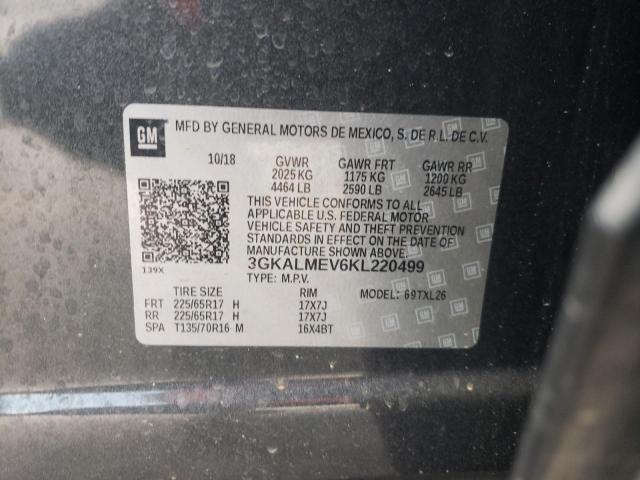 GM
MFD BY GENERAL MOTORS DE MEXICO, S. DE R.L. DE C.V.
10/18 GVWR GAWR FRT GAWR RR
2025 KG 1175 KG 1200 KG
4464 LB 2590 LB 2645 LB
THIS VEHICLE CONFORMS TO ALL
APPLICABLE U.S. FEDERAL MOTOR
VEHICLE SAFETY AND THEFT PREVENTION
STANDARDS IN EFFECT ON THE DATE OF
MANUFACTURE SHOWN ABOVE.
3GKALMEV6KL220499
139X
TYPE: M.P.V.
TIRE SIZE RIM MODEL: 69TXL26
FRT 225/65R17 H 17X7J
RR 225/65R17 H 17X7J
SPA T135/70R16 M 16X4BT